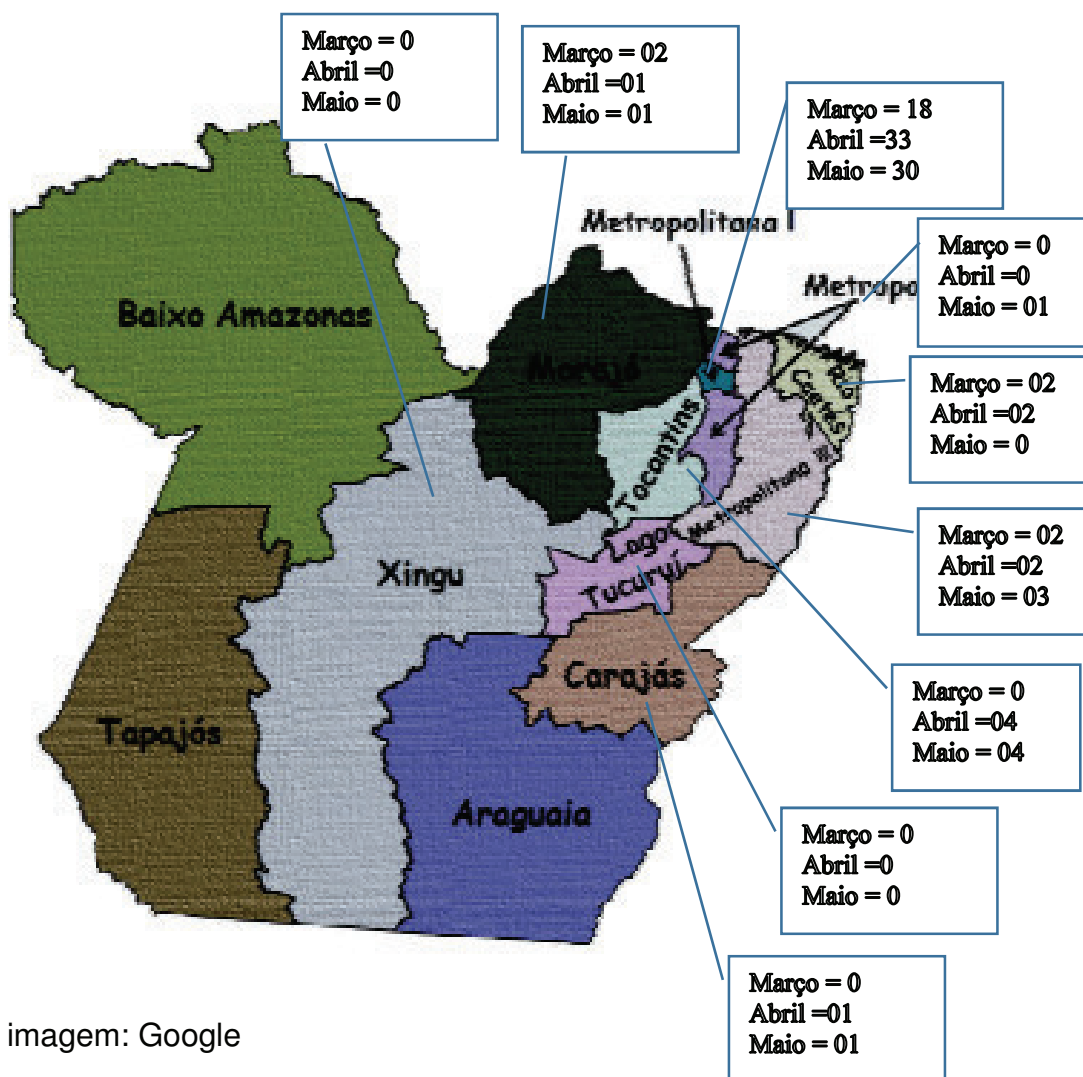 Março = 0
Abril =0
Maio = 0
Março = 02
Abril =01
Maio = 01
Março = 18
Abril =33
Maio = 30
Metropolitana I
Março = 0
Abril =0
Maio = 01
Metropo
Baixo Amazonas
Marajó
Caetés
Março = 02
Abril =02
Maio = 0
Tocantins
Metropolitana III
Março = 02
Abril =02
Maio = 03
Xingu
Lago
Tucuruí
Carajás
Março = 0
Abril =04
Maio = 04
Tapajós
Araguaia
Março = 0
Abril =0
Maio = 0
Março = 0
Abril =01
Maio = 01
imagem: Google